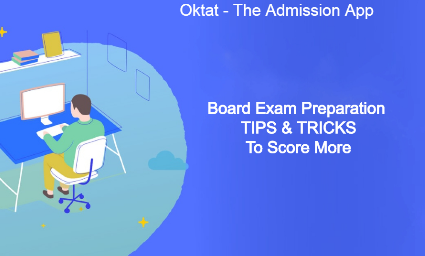 Oktat - The Admission App
Board Exam Preparation
TIPS & TRICKS
To Score More